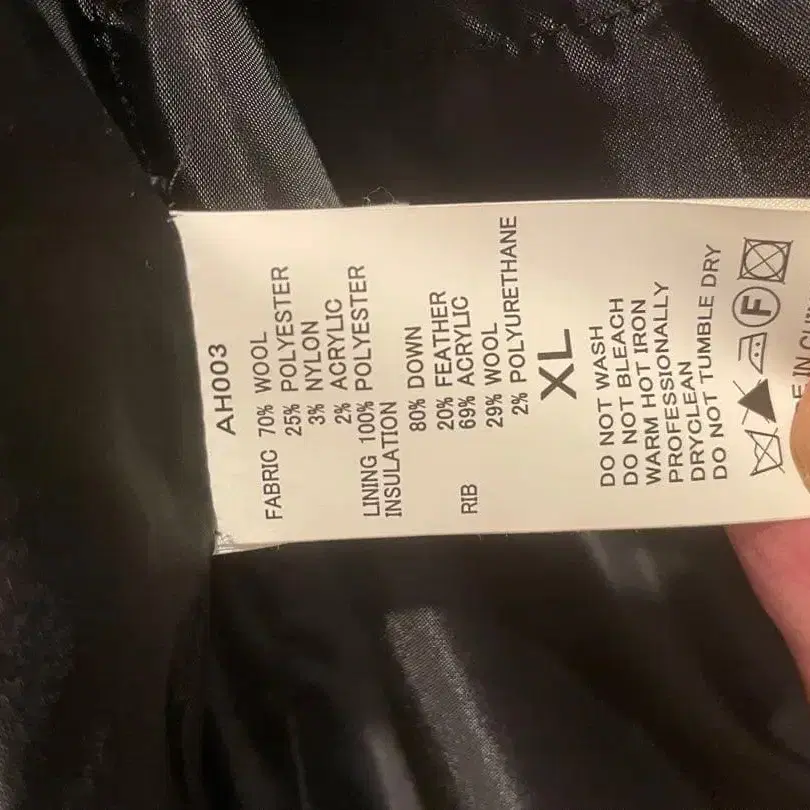 AH003
FABRIC 70% WOOL
25% POLYESTER
3% NYLON
2% ACRYLIC
LINING 100% POLYESTER
INSULATION
80% DOWN
20% FEATHER
RIB 69% ACRYLIC
29% WOOL
2% POLYURETHANE
XL
DO NOT WASH
DO NOT BLEACH
WARM HOT IRON
PROFESSIONALLY
DRYCLEAN
DO NOT TUMBLE DRY
F
IN